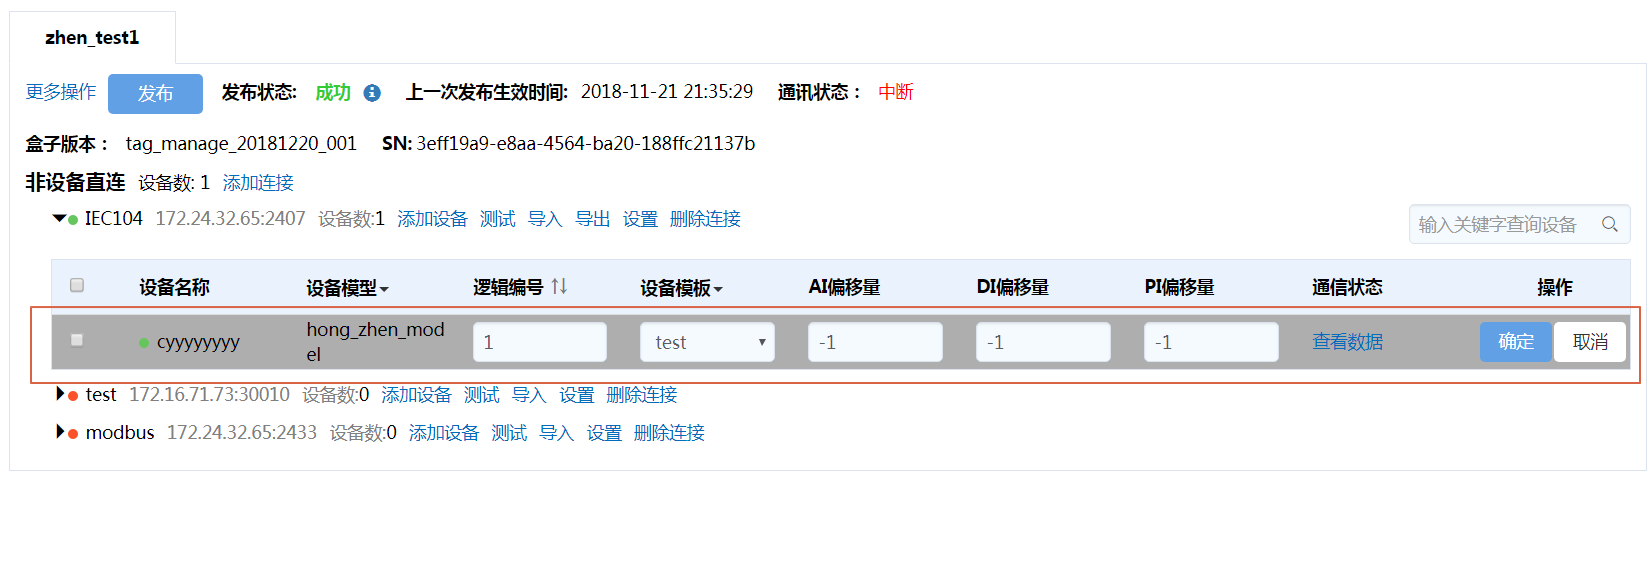 zhen_test1
更多操作 发布 发布状态: 成功 上一次发布生效时间: 2018-11-21 21:35:29 通讯状态： 中断
盒子版本： tag_manage_20181220_001 SN: 3eff19a9-e8aa-4564-ba20-188ffc21137b
非设备直连 设备数: 1 添加连接
IEC104 172.24.32.65:2407 设备数:1 添加设备 测试 导入 导出 设置 删除连接 输入关键字查询设备
设备名称 设备模型 逻辑编号 设备模板 AI偏移量 DI偏移量 PI偏移量 通信状态 操作
cyyyyyyyy hong_zhen_mod 1 test -1 -1 -1 查看数据 确定 取消
el
test 172.16.71.73:30010 设备数:0 添加设备 测试 导入 设置 删除连接
modbus 172.24.32.65:2433 设备数:0 添加设备 测试 导入 设置 删除连接